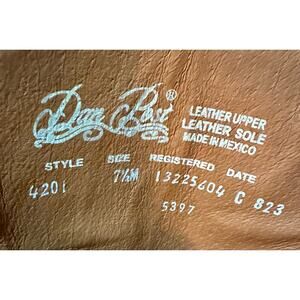 Dan Post®
LEATHER UPPER
LEATHER SOLE
MADE IN MEXICO
STYLE SIZE REGISTERED DATE
4201 7½M 13225604 C 823
5397